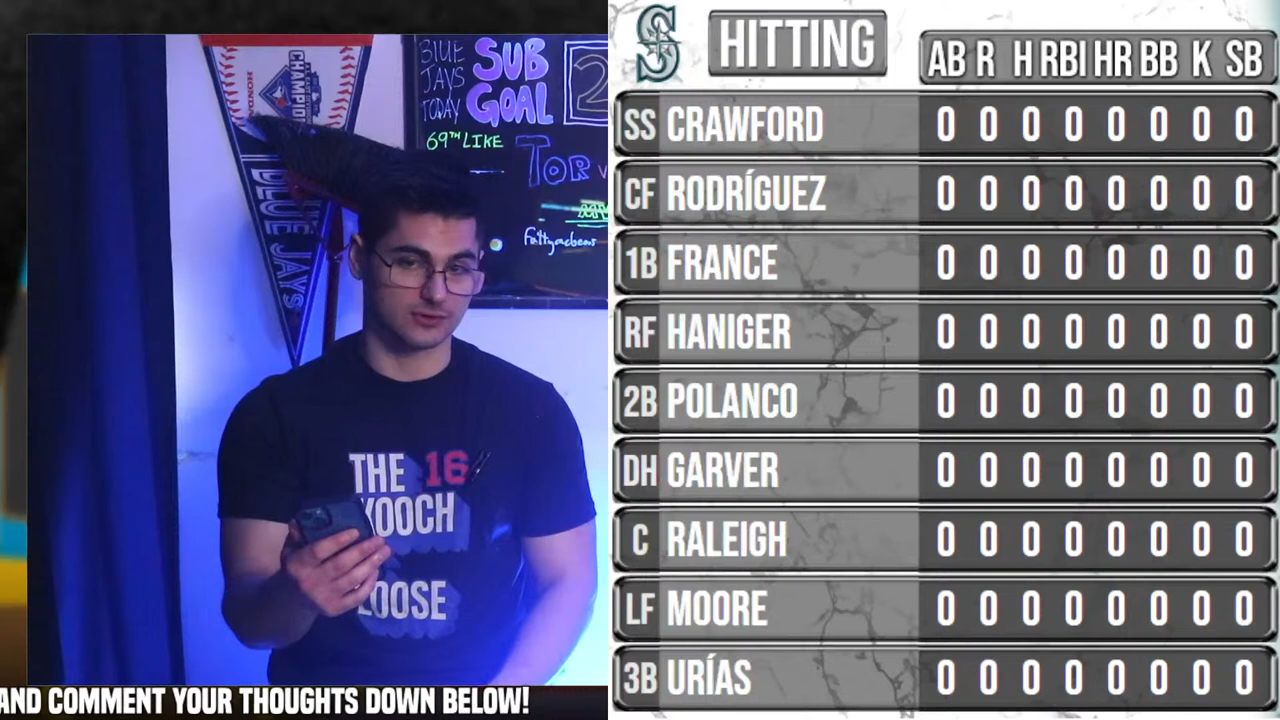 HONDA
CHAMPIONS
BLUE JAYS
BLUE
JAYS
TODAY
SUB
GOAL
2
69TH LIKE
TOR V
THE 16
KOOCH
LOOSE
AND COMMENT YOUR THOUGHTS DOWN BELOW!
S HITTING AB R H RBI HR BB K SB
SS CRAWFORD 0 0 0 0 0 0 0 0
CF RODRÍGUEZ 0 0 0 0 0 0 0 0
1B FRANCE 0 0 0 0 0 0 0 0
RF HANIGER 0 0 0 0 0 0 0 0
2B POLANCO 0 0 0 0 0 0 0 0
DH GARVER 0 0 0 0 0 0 0 0
C RALEIGH 0 0 0 0 0 0 0 0
LF MOORE 0 0 0 0 0 0 0 0
3B URÍAS 0 0 0 0 0 0 0 0